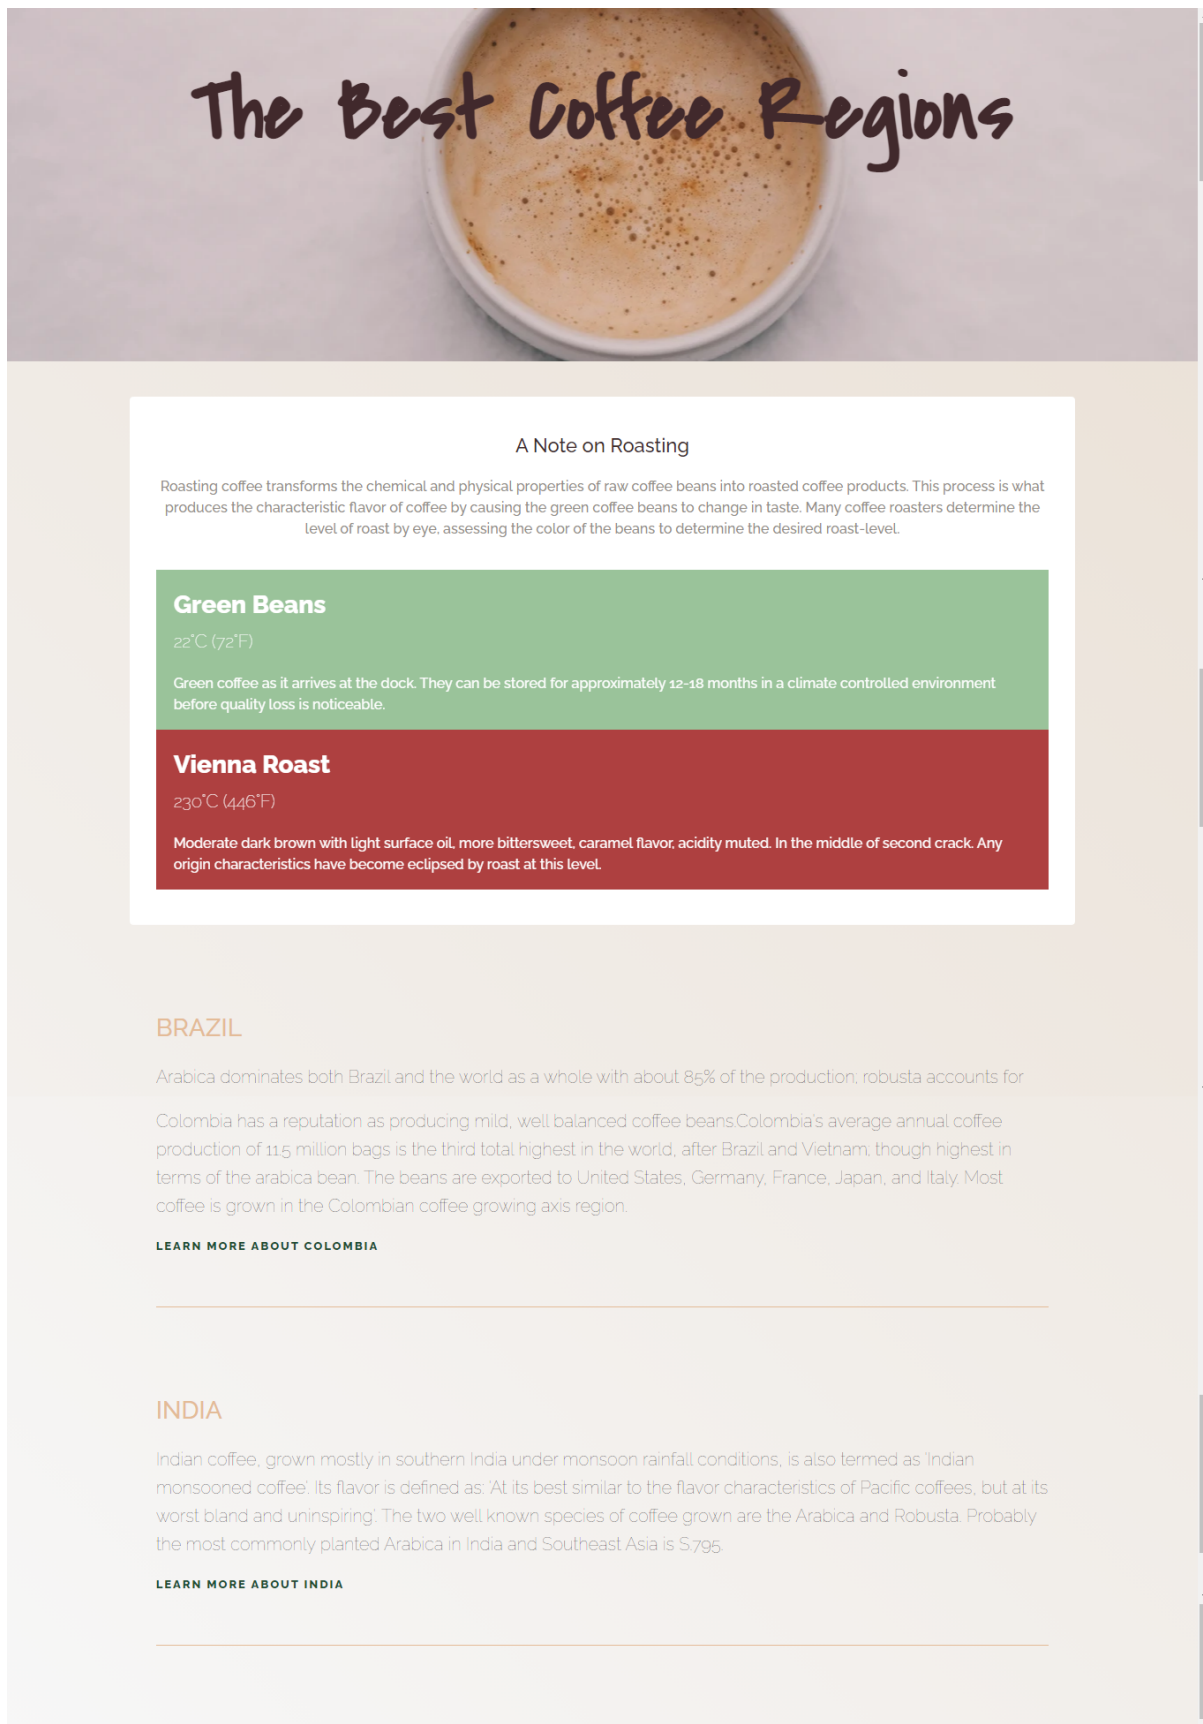 The Best Coffee Regions
A Note on Roasting
Roasting coffee transforms the chemical and physical properties of raw coffee beans into roasted coffee products. This process is what
produces the characteristic flavor of coffee by causing the green coffee beans to change in taste. Many coffee roasters determine the
level of roast by eye, assessing the color of the beans to determine the desired roast-level.
Green Beans
22°C (72°F)
Green coffee as it arrives at the dock. They can be stored for approximately 12-18 months in a climate controlled environment
before quality loss is noticeable.
Vienna Roast
230°C (446°F)
Moderate dark brown with light surface oil, more bittersweet, caramel flavor, acidity muted. In the middle of second crack. Any
origin characteristics have become eclipsed by roast at this level.
BRAZIL
Arabica dominates both Brazil and the world as a whole with about 85% of the production; robusta accounts for
Colombia has a reputation as producing mild, well balanced coffee beans.Colombia's average annual coffee
production of 11.5 million bags is the third total highest in the world, after Brazil and Vietnam; though highest in
terms of the arabica bean. The beans are exported to United States, Germany, France, Japan, and Italy. Most
coffee is grown in the Colombian coffee growing axis region.
LEARN MORE ABOUT COLOMBIA
INDIA
Indian coffee, grown mostly in southern India under monsoon rainfall conditions, is also termed as 'Indian
monsooned coffee'. Its flavor is defined as: 'At its best similar to the flavor characteristics of Pacific coffees, but at its
worst bland and uninspiring'. The two well known species of coffee grown are the Arabica and Robusta. Probably
the most commonly planted Arabica in India and Southeast Asia is S.795.
LEARN MORE ABOUT INDIA